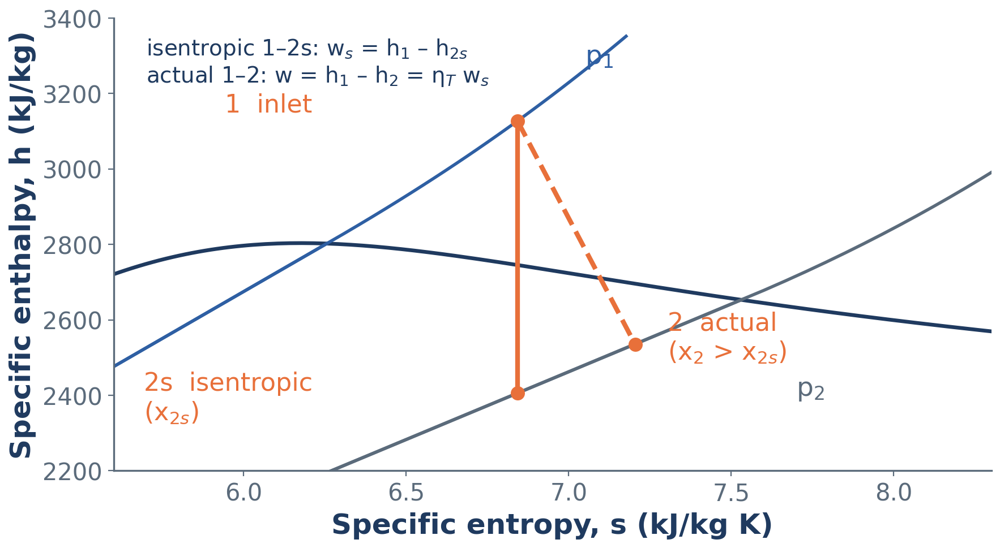 3400
3200
3000
2800
2600
2400
2200
Specific enthalpy, h (kJ/kg)
isentropic 1–2s: wₛ = h₁ – h₂ₛ
actual 1–2: w = h₁ – h₂ = η_T wₛ
1 inlet
p₁
2 actual
(x₂ > x₂ₛ)
2s isentropic
(x₂ₛ)
p₂
6.0 6.5 7.0 7.5 8.0
Specific entropy, s (kJ/kg K)